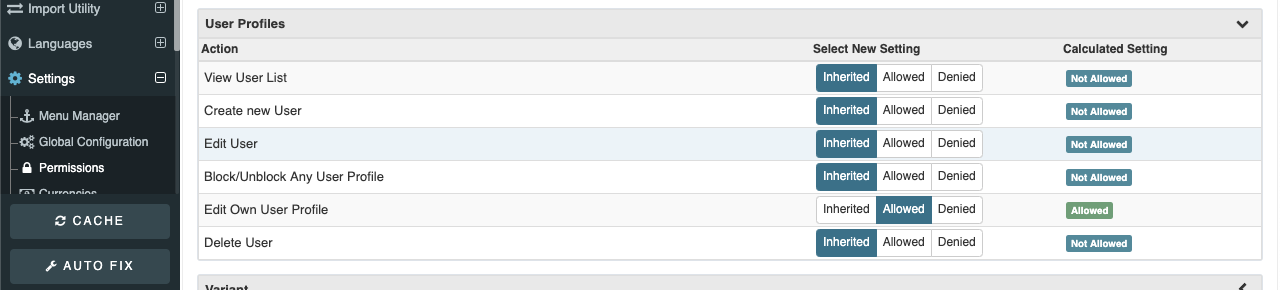 Import Utility
Languages
Settings
Menu Manager
Global Configuration
Permissions
Currencies
CACHE
AUTO FIX
User Profiles
Action Select New Setting Calculated Setting
View User List Inherited Allowed Denied Not Allowed
Create new User Inherited Allowed Denied Not Allowed
Edit User Inherited Allowed Denied Not Allowed
Block/Unblock Any User Profile Inherited Allowed Denied Not Allowed
Edit Own User Profile Inherited Allowed Denied Allowed
Delete User Inherited Allowed Denied Not Allowed
Variant